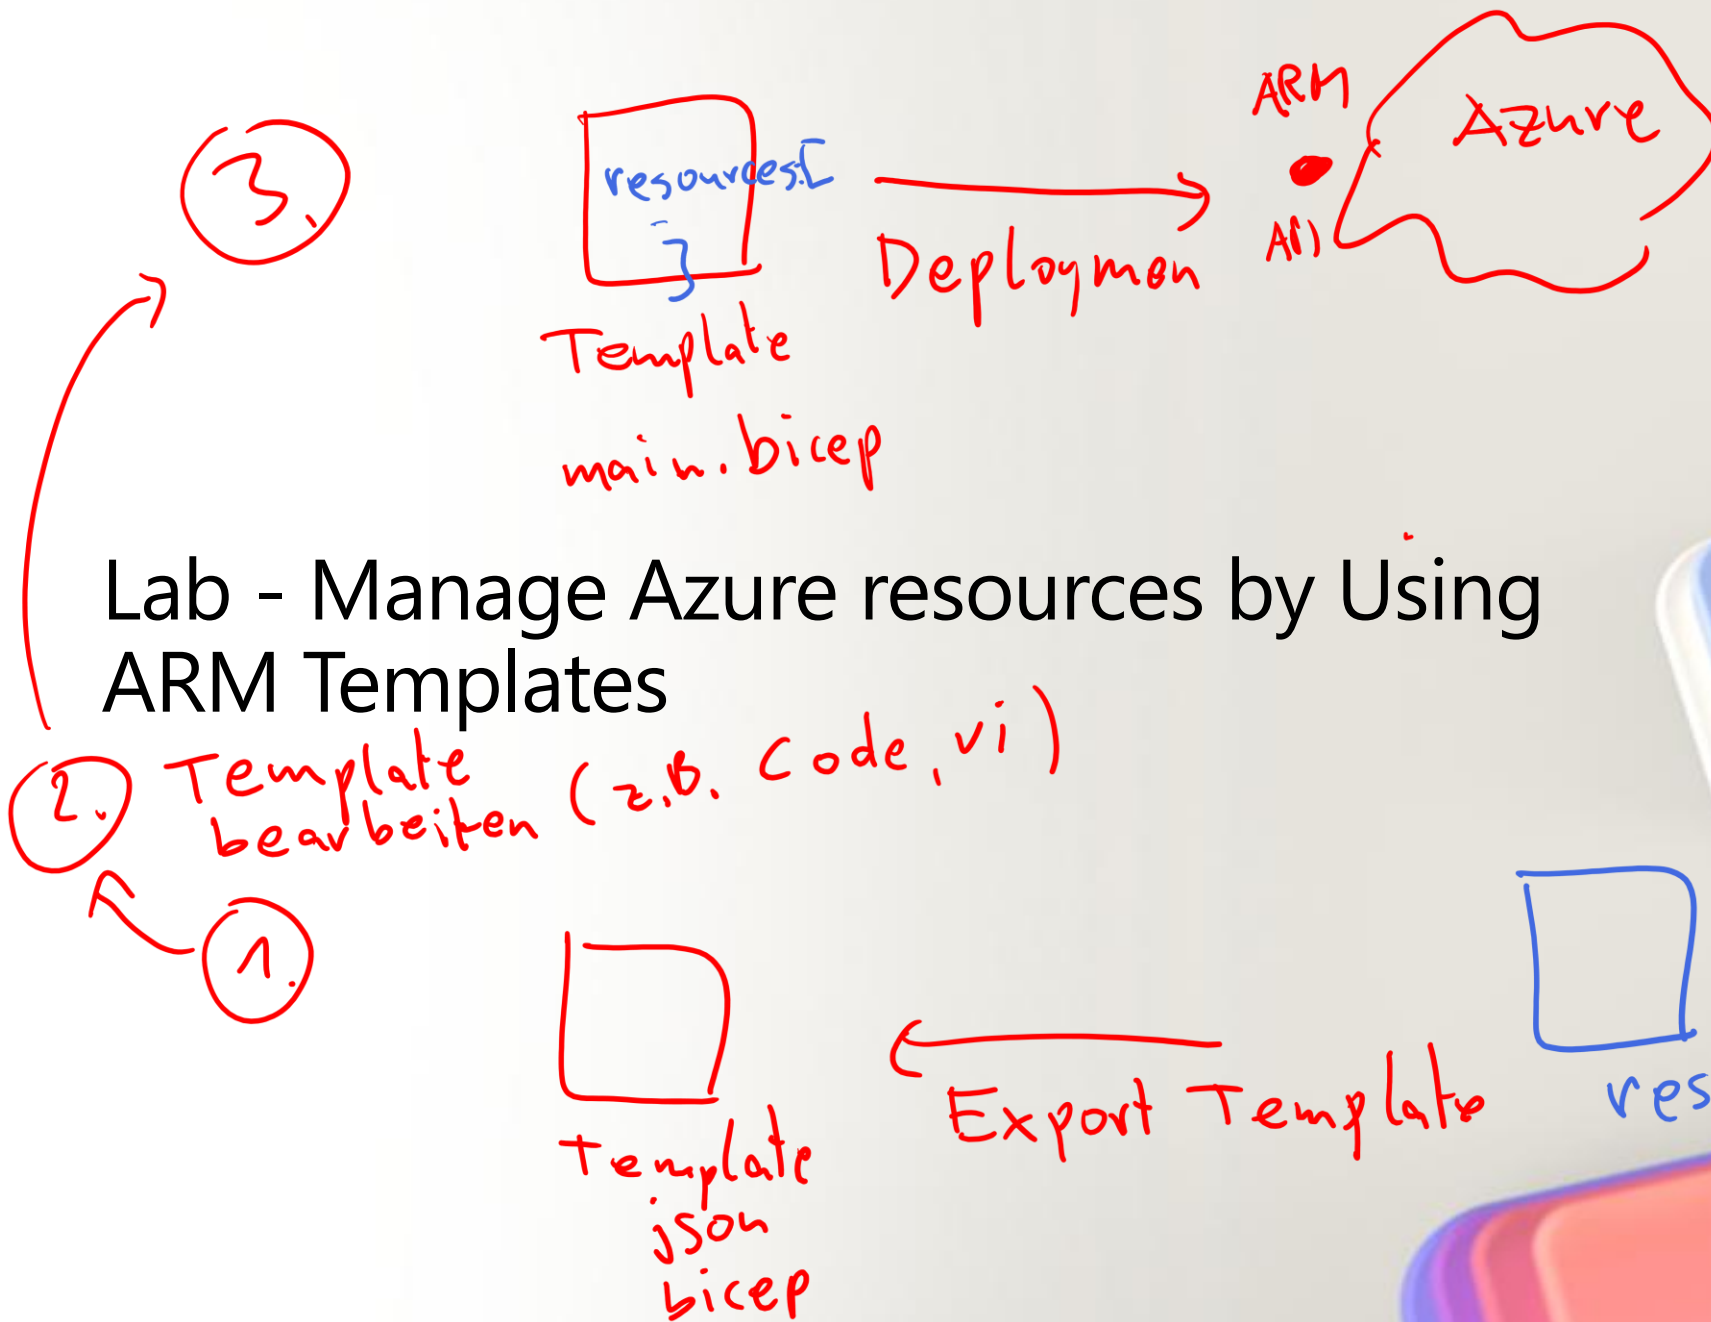 ARM
Azure
3.
resources:[
]
API
Deploymen
Template
main.bicep
Lab - Manage Azure resources by Using
ARM Templates
2. Template
bearbeiten (z.B. Code, vi)
1.
Export Template
res
Template
json
bicep